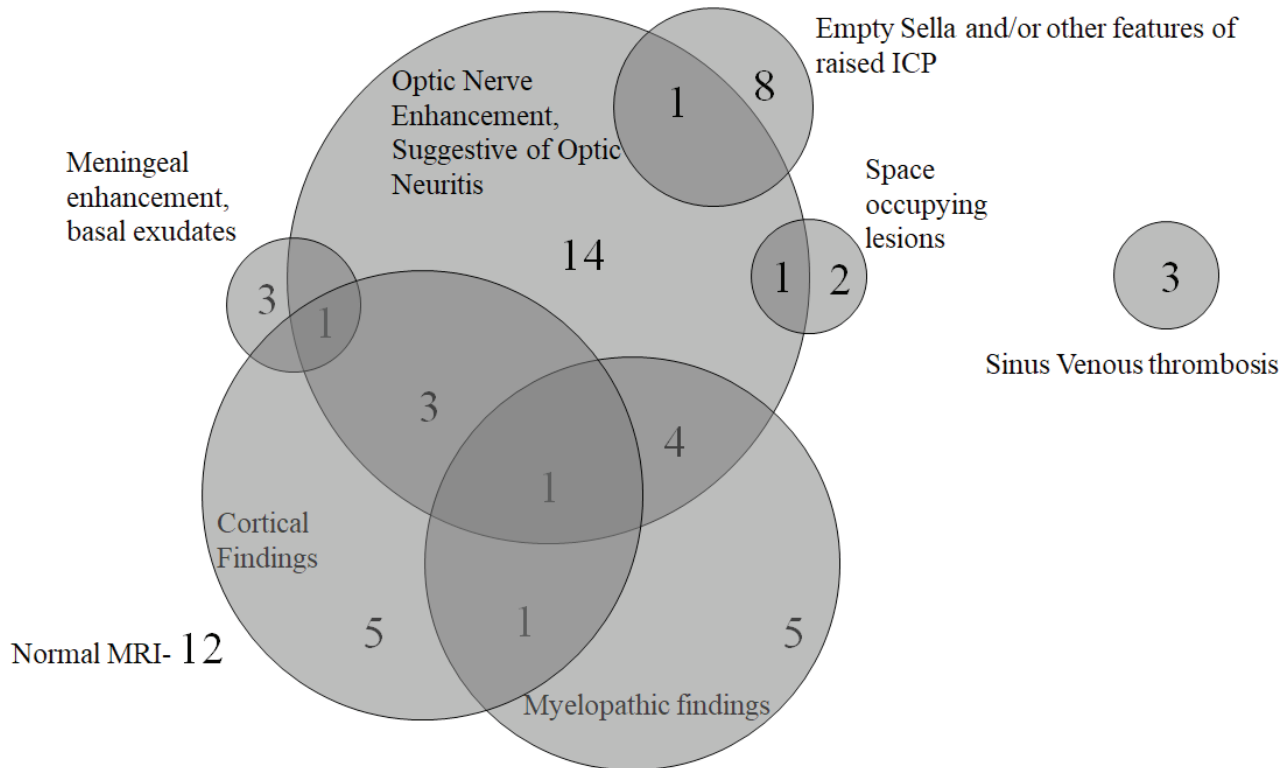 Empty Sella and/or other features of
raised ICP
8
1
Optic Nerve
Enhancement,
Suggestive of Optic
Neuritis
Meningeal
enhancement,
basal exudates
Space
occupying
lesions
14
1
2
3
Sinus Venous thrombosis
3
1
3
4
1
Cortical
Findings
5
1
5
Normal MRI- 12
Myelopathic findings